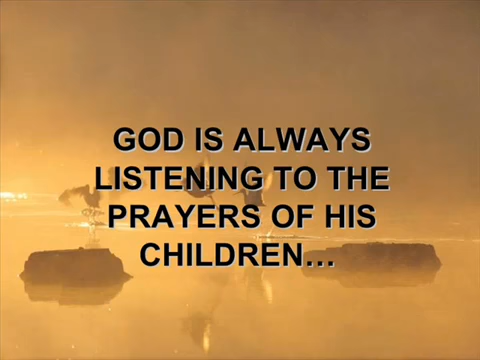 GOD IS ALWAYS
LISTENING TO THE
PRAYERS OF HIS
CHILDREN...